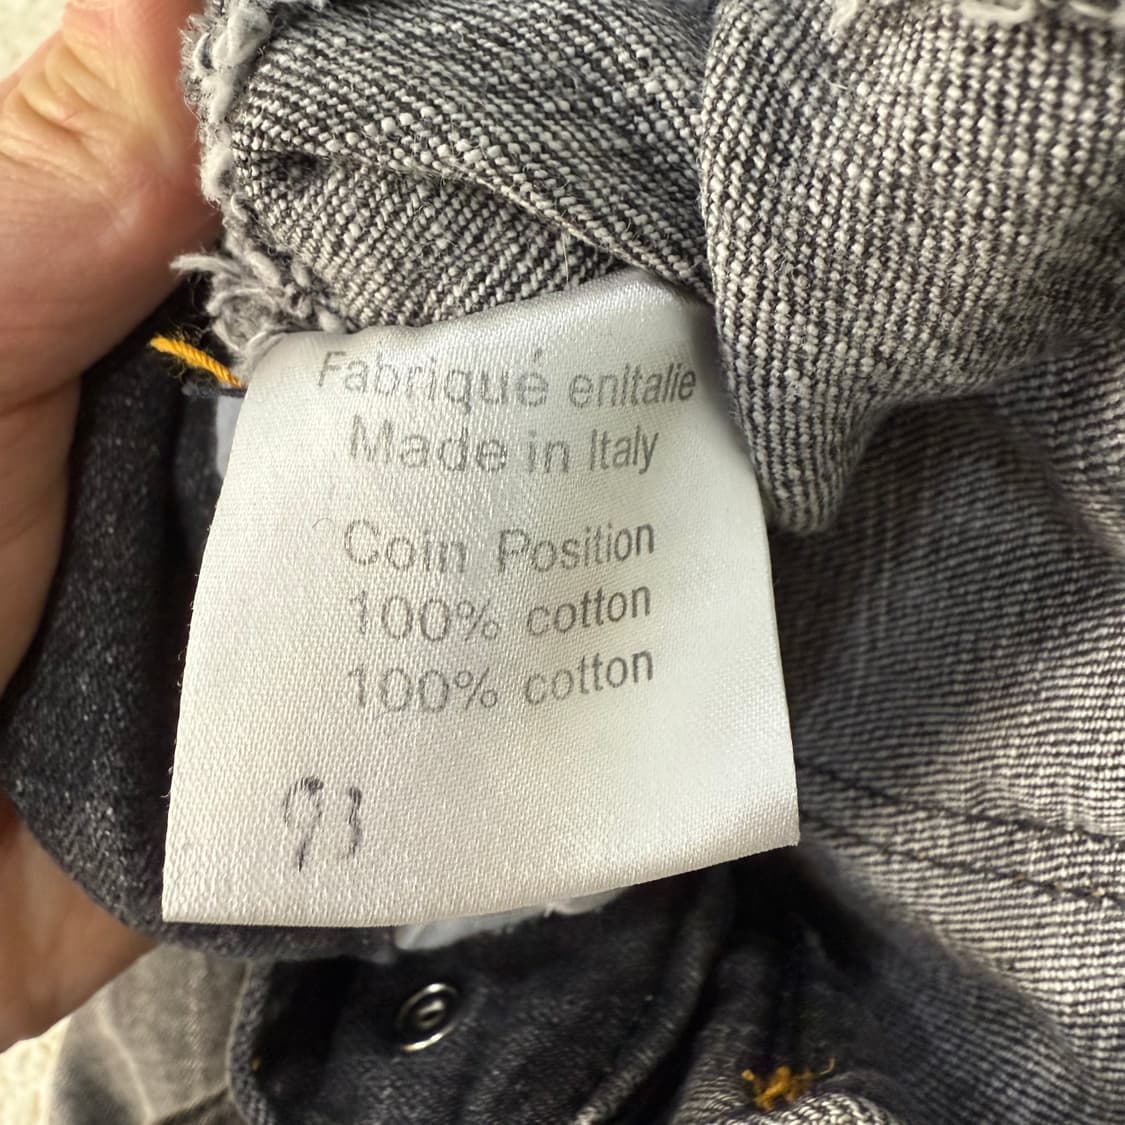 Fabriqué enItalie
Made in Italy
Coin Position
100% cotton
100% cotton
93